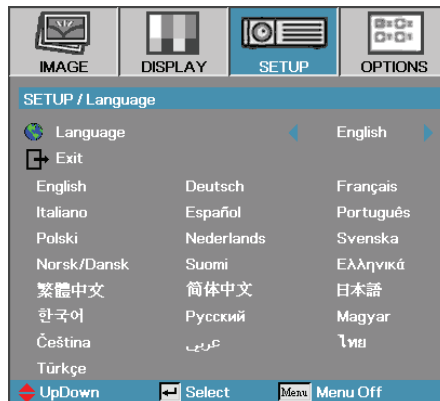 IMAGE DISPLAY SETUP OPTIONS
SETUP / Language
Language English
Exit
English Deutsch Français
Italiano Español Português
Polski Nederlands Svenska
Norsk/Dansk Suomi Ελληνικά
繁體中文 简体中文 日本語
한국어 Русский Magyar
Čeština عربي ไทย
Türkçe
UpDown Select Menu Menu Off